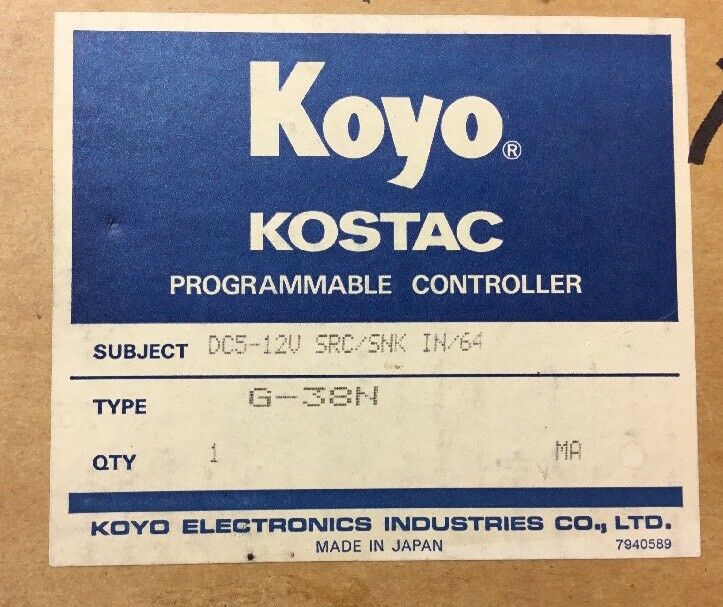 Koyo®
KOSTAC
PROGRAMMABLE CONTROLLER
SUBJECT DC5-12V SRC/SNK IN/64
TYPE G-38N
QTY 1 MA
KOYO ELECTRONICS INDUSTRIES CO., LTD.
MADE IN JAPAN 7940589